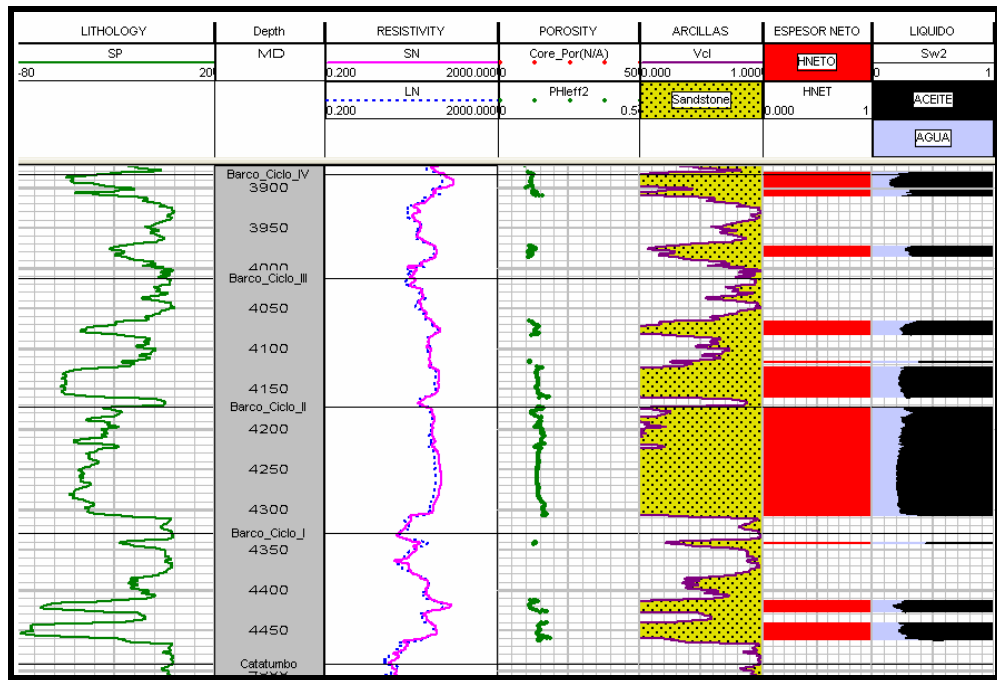 LITHOLOGY Depth RESISTIVITY POROSITY ARCILLAS ESPESOR NETO LIQUIDO
SP MD SN Core_Por(N/A) Vcl HNETO Sw2
-80 20 0.200 2000.0000 0 50 0.000 1.000 0 1
LN PHIeff2 Sandstone HNET ACEITE
0.200 2000.0000 0.5 0.000 1
AGUA
Barco_Ciclo_IV
3900
3950
4000
Barco_Ciclo_III
4050
4100
4150
Barco_Ciclo_II
4200
4250
4300
Barco_Ciclo_I
4350
4400
4450
Catatumbo